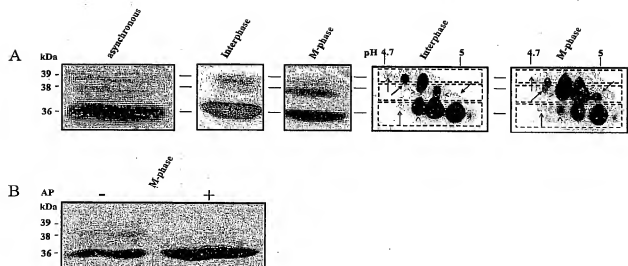 asynchronous Interphase M-phase Interphase M-phase
A
kDa
pH 4.7 5 4.7 5
39 -
38 -
36 -
M-phase
B
AP - +
kDa
39 -
38 -
36 -